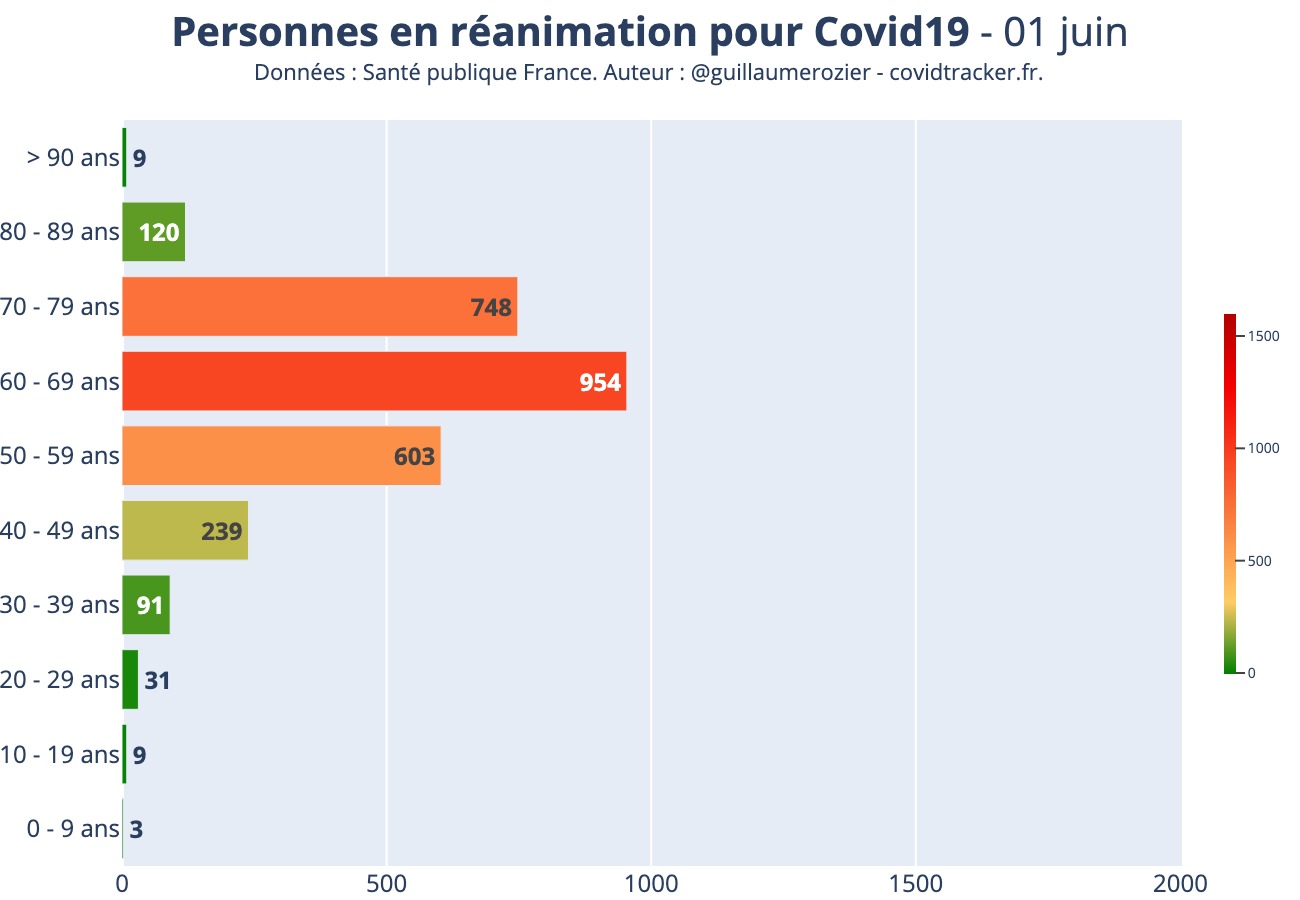 Personnes en réanimation pour Covid19 - 01 juin
Données : Santé publique France. Auteur : @guillaumerozier - covidtracker.fr.
> 90 ans 9
80 - 89 ans 120
70 - 79 ans 748
60 - 69 ans 954
50 - 59 ans 603
40 - 49 ans 239
30 - 39 ans 91
20 - 29 ans 31
10 - 19 ans 9
0 - 9 ans 3
0 500 1000 1500 2000
1500
1000
500
0